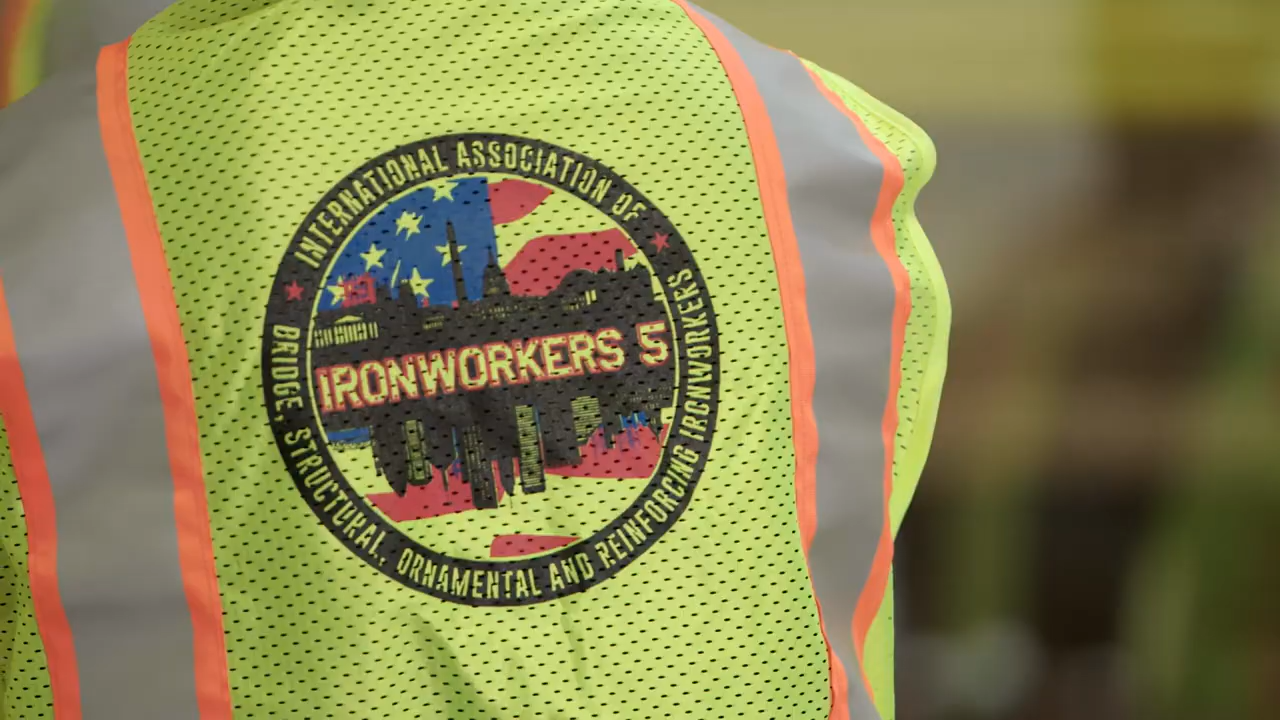 INTERNATIONAL ASSOCIATION OF
BRIDGE, STRUCTURAL, ORNAMENTAL AND REINFORCING IRONWORKERS
IRONWORKERS 5